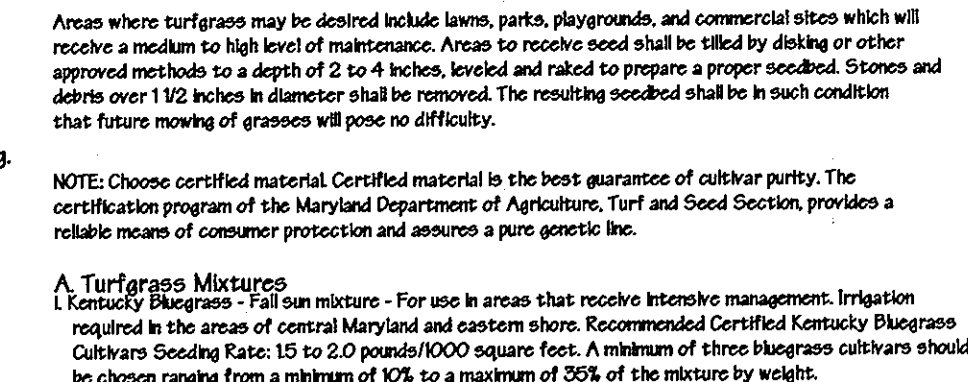 Areas where turfgrass may be desired include lawns, parks, playgrounds, and commercial sites which will
receive a medium to high level of maintenance. Areas to receive seed shall be tilled by disking or other
approved methods to a depth of 2 to 4 inches, leveled and raked to prepare a proper seedbed. Stones and
debris over 1 1/2 inches in diameter shall be removed. The resulting seedbed shall be in such condition
that future mowing of grasses will pose no difficulty.
g.
NOTE: Choose certified material. Certified material is the best guarantee of cultivar purity. The
certification program of the Maryland Department of Agriculture, Turf and Seed Section, provides a
reliable means of consumer protection and assures a pure genetic line.
A. Turfgrass Mixtures
I. Kentucky Bluegrass - Fall sun mixture - For use in areas that receive intensive management. Irrigation
required in the areas of central Maryland and eastern shore. Recommended Certified Kentucky Bluegrass
Cultivars Seeding Rate: 1.5 to 2.0 pounds/1000 square feet. A minimum of three bluegrass cultivars should
be chosen ranging from a minimum of 10% to a maximum of 35% of the mixture by weight.